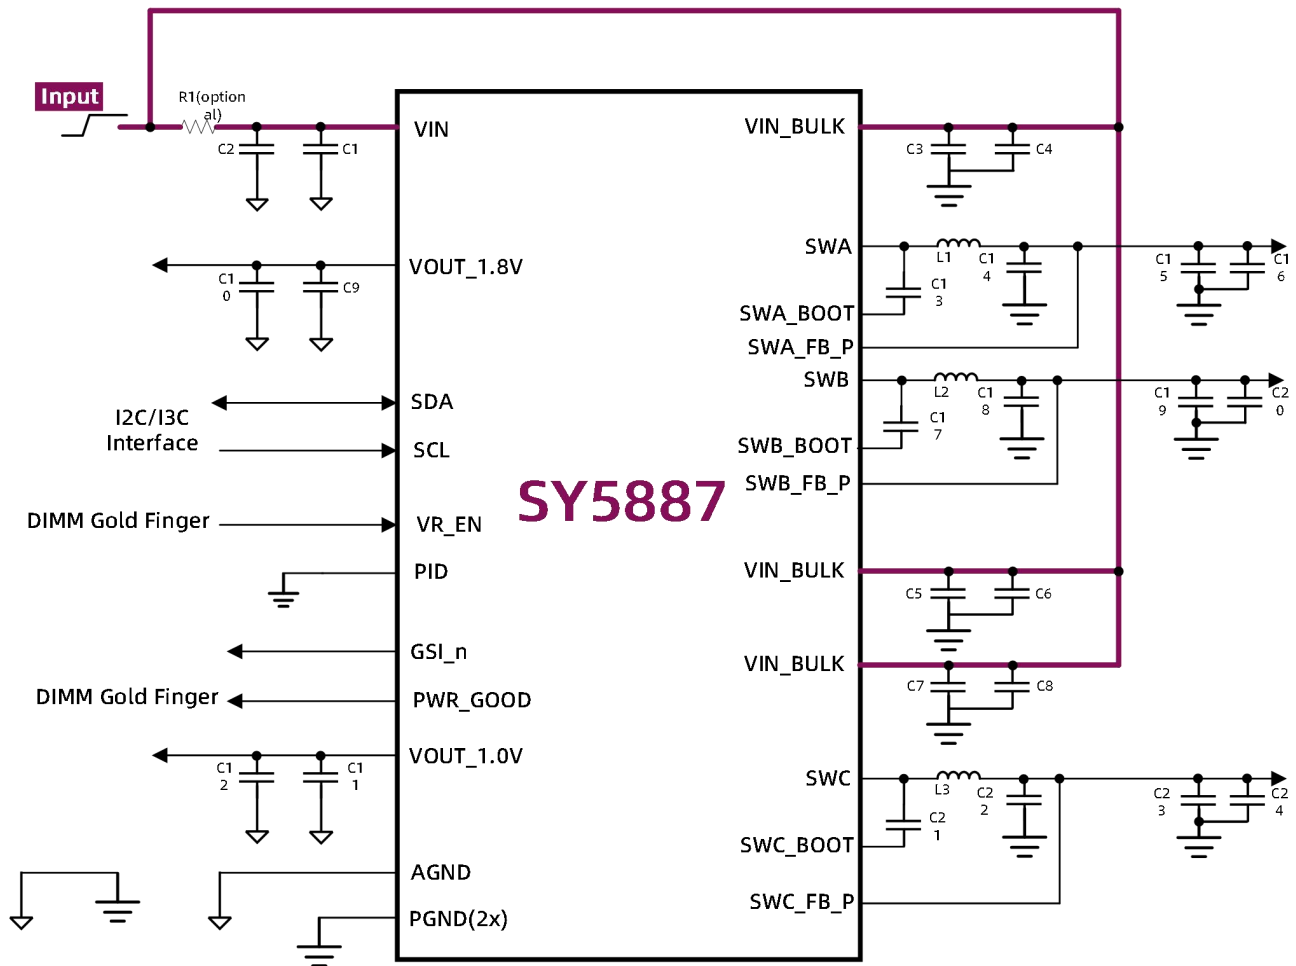 Input
R1(option
al)
C2
C1
VIN
VIN_BULK
C3
C4
VOUT_1.8V
C1
0
C9
SWA
L1
C1
4
C1
5
C1
6
C1
3
SWA_BOOT
SWA_FB_P
SWB
L2
C1
8
C1
9
C2
0
C1
7
SWB_BOOT
SWB_FB_P
I2C/I3C
Interface
SDA
SCL
SY5887
DIMM Gold Finger
VR_EN
PID
VIN_BULK
C5
C6
GSI_n
VIN_BULK
C7
C8
DIMM Gold Finger
PWR_GOOD
VOUT_1.0V
C1
2
C1
1
SWC
L3
C2
2
C2
3
C2
4
C2
1
SWC_BOOT
SWC_FB_P
AGND
PGND(2x)